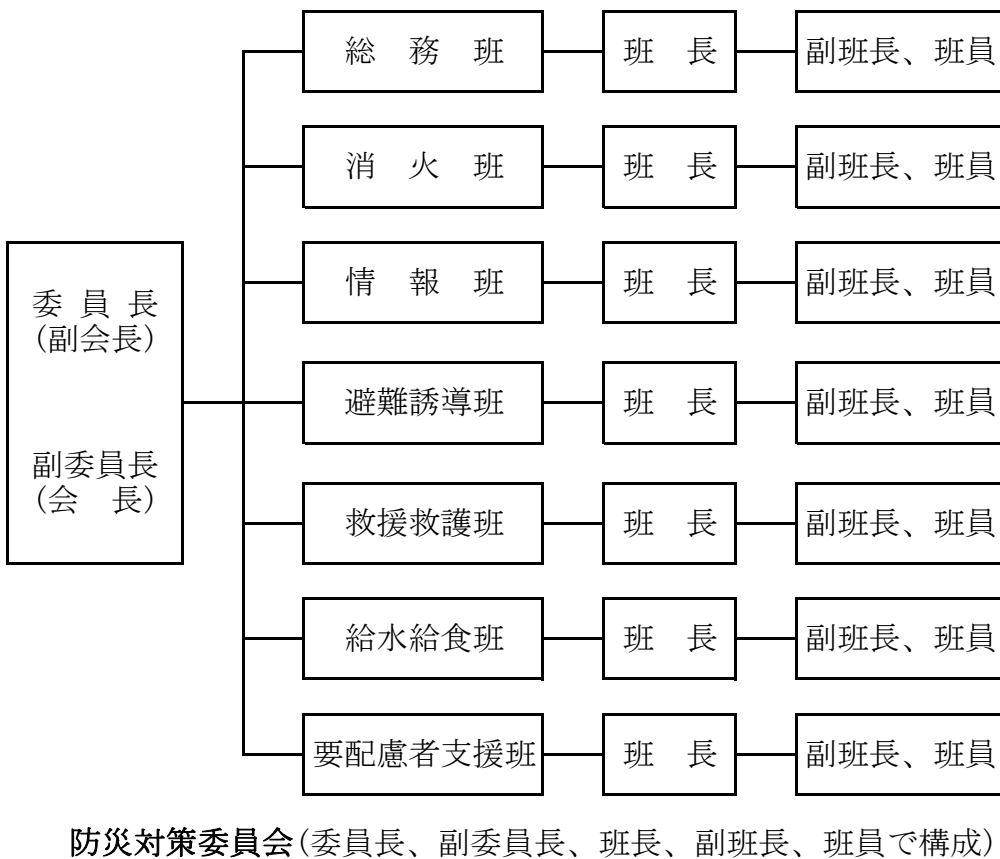 総 務 班 班 長 副班長、班員
消 火 班 班 長 副班長、班員
情 報 班 班 長 副班長、班員
委 員 長
(副会長)
避難誘導班 班 長 副班長、班員
副委員長
(会 長)
救援救護班 班 長 副班長、班員
給水給食班 班 長 副班長、班員
要配慮者支援班 班 長 副班長、班員
防災対策委員会(委員長、副委員長、班長、副班長、班員で構成)